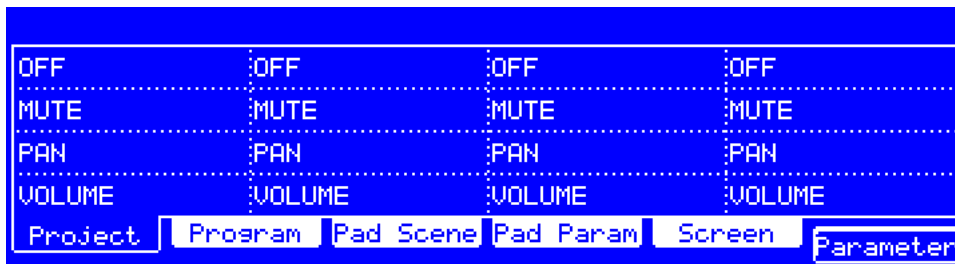 OFF OFF OFF OFF
MUTE MUTE MUTE MUTE
PAN PAN PAN PAN
VOLUME VOLUME VOLUME VOLUME
Project Program Pad Scene Pad Param Screen Parameter